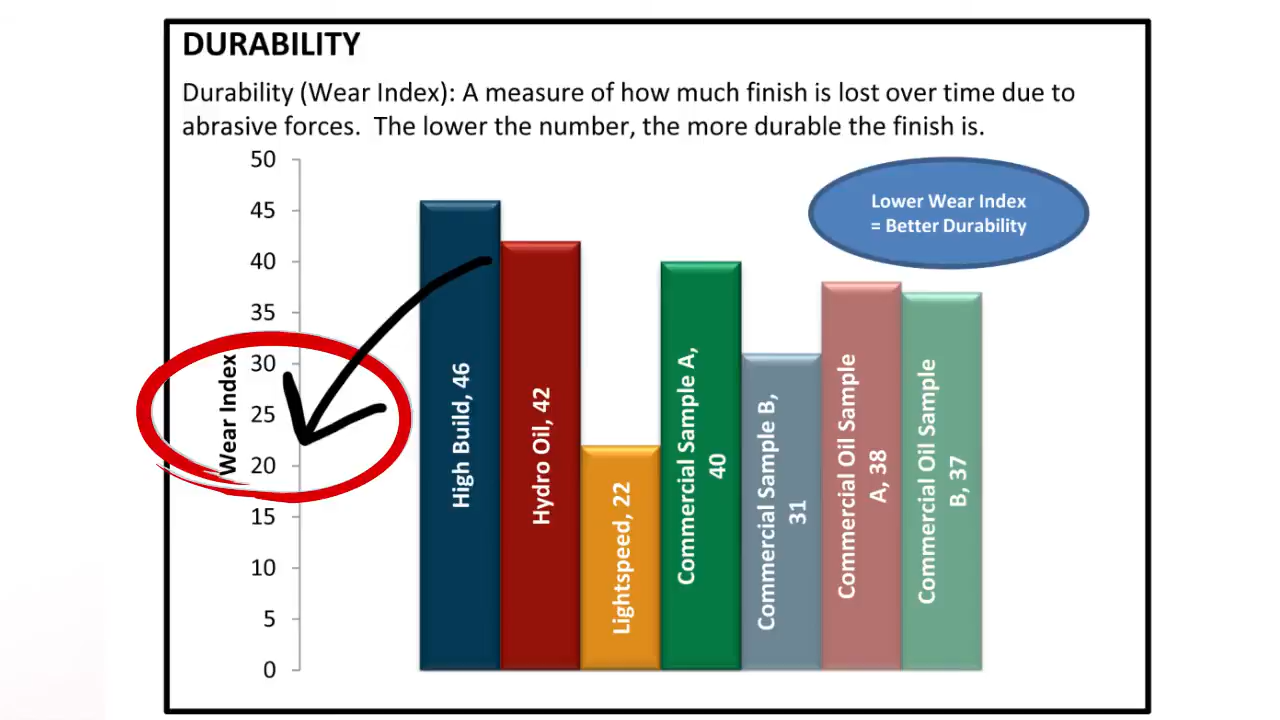 DURABILITY
Durability (Wear Index): A measure of how much finish is lost over time due to
abrasive forces.  The lower the number, the more durable the finish is.
50
45
40
35
30
25
20
15
10
5
0
Wear Index
High Build, 46
Hydro Oil, 42
Lightspeed, 22
Commercial Sample A,
40
Commercial Sample B,
31
Commercial Oil Sample
A, 38
Commercial Oil Sample
B, 37
Lower Wear Index
= Better Durability